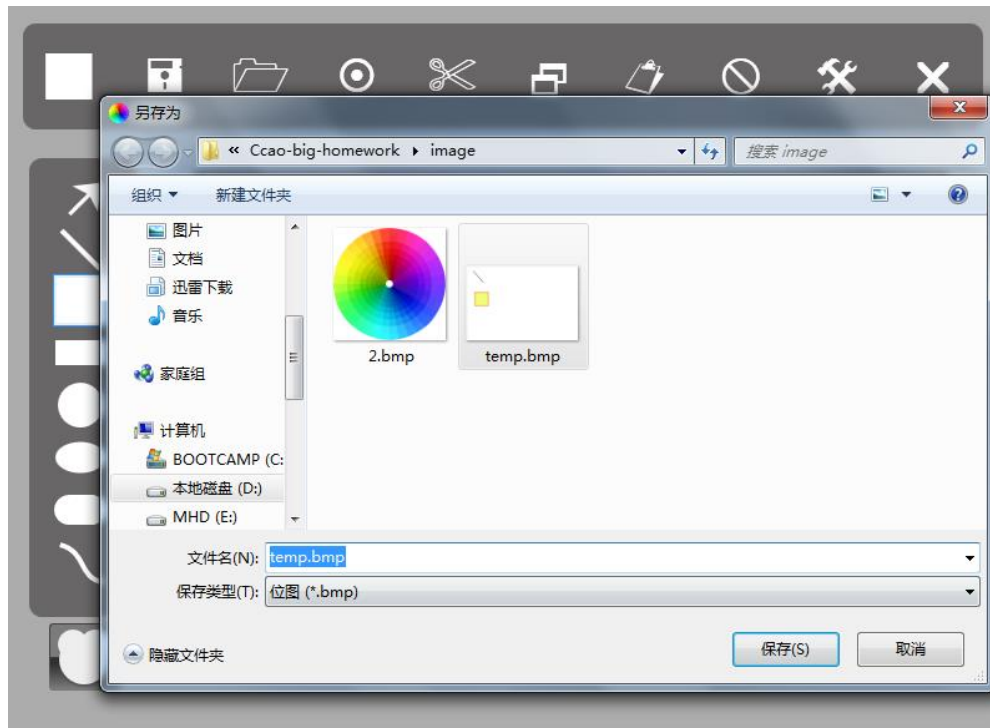 另存为
« Ccao-big-homework image
搜索 image
组织 新建文件夹
图片
文档
迅雷下载
音乐
家庭组
计算机
BOOTCAMP (C:
本地磁盘 (D:)
MHD (E:)
2.bmp
temp.bmp
文件名(N): temp.bmp
保存类型(T): 位图 (*.bmp)
隐藏文件夹
保存(S) 取消